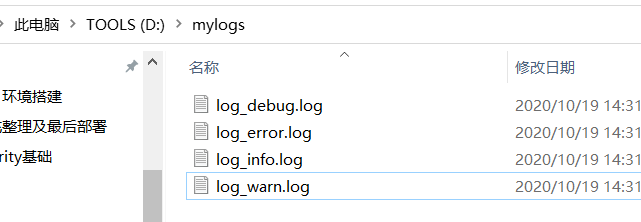 此电脑 > TOOLS (D:) > mylogs
名称 修改日期
环境搭建
整理及最后部署
rity基础
log_debug.log 2020/10/19 14:31
log_error.log 2020/10/19 14:31
log_info.log 2020/10/19 14:31
log_warn.log 2020/10/19 14:31